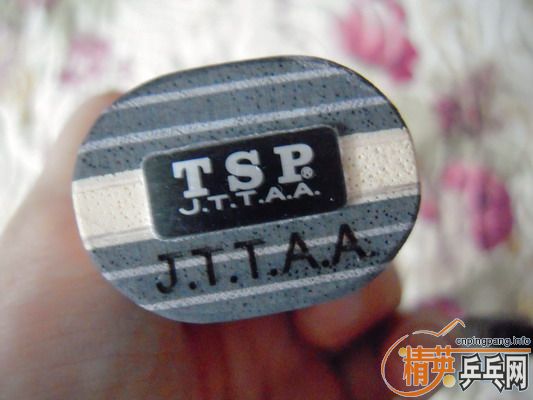 TSP®
J.T.T.A.A.
J.T.T.A.A.
cnpingpang.info
精英乒乓网